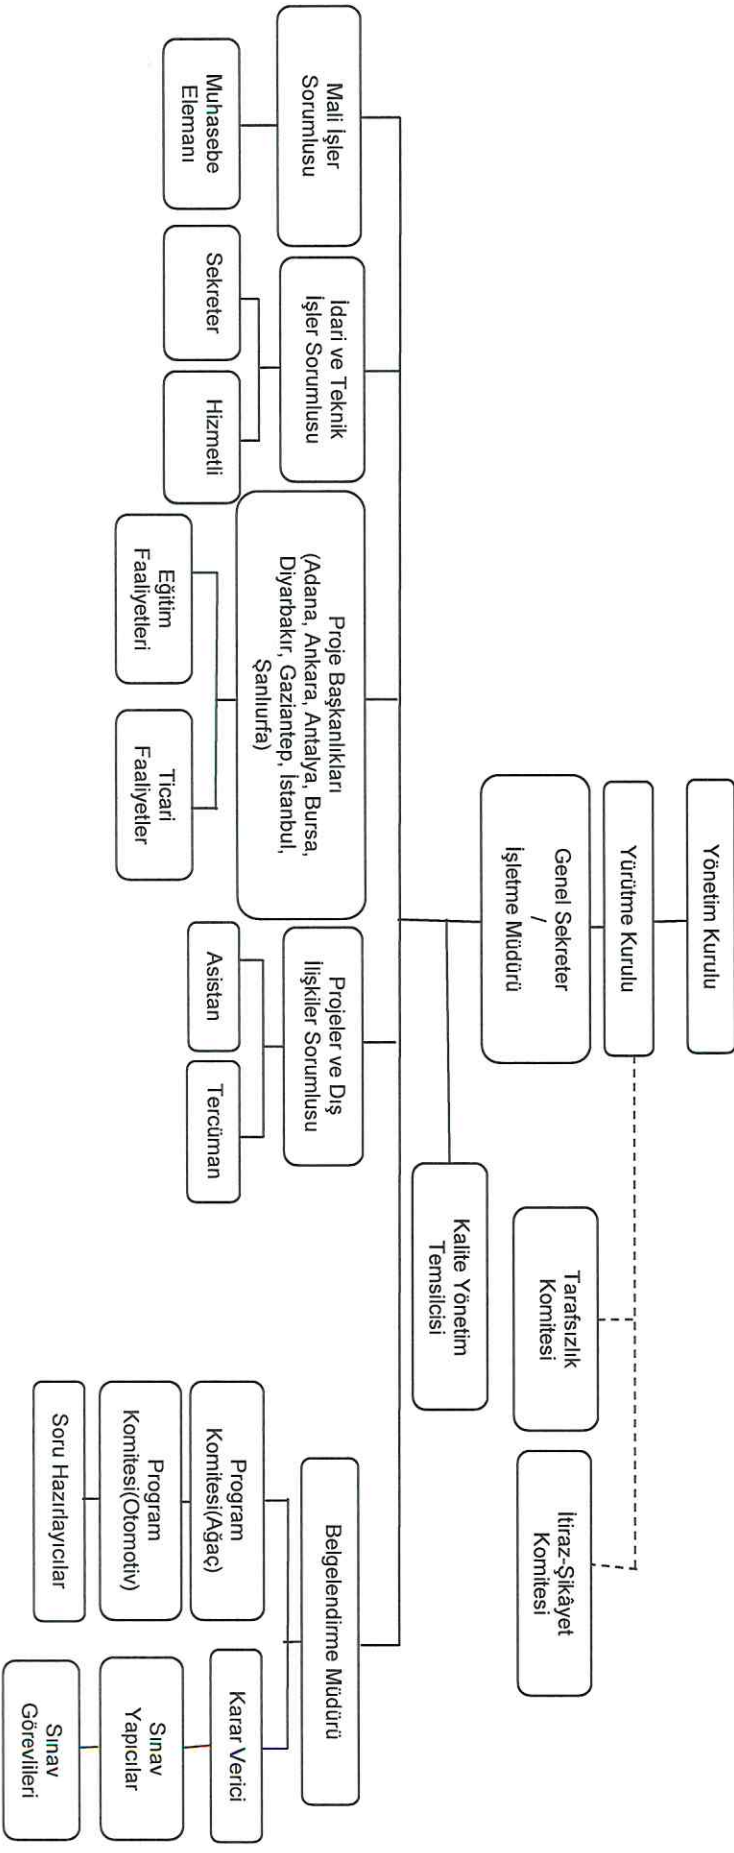 Yönetim Kurulu
Yürütme Kurulu
Genel Sekreter
/
İşletme Müdürü
Tarafsızlık
Komitesi
İtiraz-Şikâyet
Komitesi
Kalite Yönetim
Temsilcisi
Mali İşler
Sorumlusu
Muhasebe
Elemanı
İdari ve Teknik
İşler Sorumlusu
Sekreter
Hizmetli
Proje Başkanlıkları
(Adana, Ankara, Antalya, Bursa,
Diyarbakır, Gaziantep, İstanbul,
Şanlıurfa)
Eğitim
Faaliyetleri
Ticari
Faaliyetler
Projeler ve Dış
İlişkiler Sorumlusu
Asistan
Tercüman
Belgelendirme Müdürü
Program
Komitesi(Ağaç)
Program
Komitesi(Otomotiv)
Soru Hazırlayıcılar
Karar Verici
Sınav
Yapıcılar
Sınav
Görevlileri